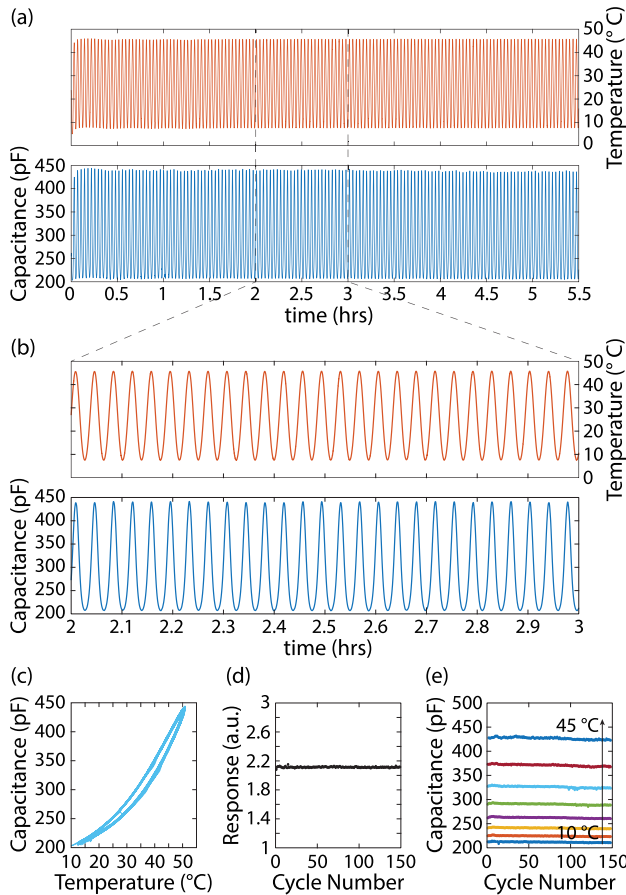 (a)
50
40
30
20
10
0
Temperature (° C)
Capacitance (pF)
450
400
350
300
250
200
0 0.5 1 1.5 2 2.5 3 3.5 4 4.5 5 5.5
time (hrs)
(b)
50
40
30
20
10
0
Temperature (° C)
Capacitance (pF)
450
400
350
300
250
200
2 2.1 2.2 2.3 2.4 2.5 2.6 2.7 2.8 2.9 3
time (hrs)
(c)
Capacitance (pF)
450
400
350
300
250
200
10 20 30 40 50
Temperature (°C)
(d)
Response (a.u.)
3
2.6
2.2
1.8
1.4
1
0 50 100 150
Cycle Number
(e)
Capacitance (pF)
500
450
400
350
300
250
200
45 °C
10 °C
0 50 100 150
Cycle Number